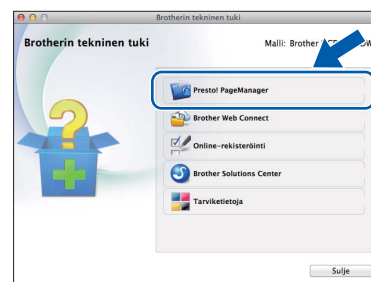 Brotherin tekninen tuki
Brotherin tekninen tuki
Malli: Brother
Presto! PageManager
Brother Web Connect
Online-rekisteröinti
Brother Solutions Center
Tarviketietoja
Sulje